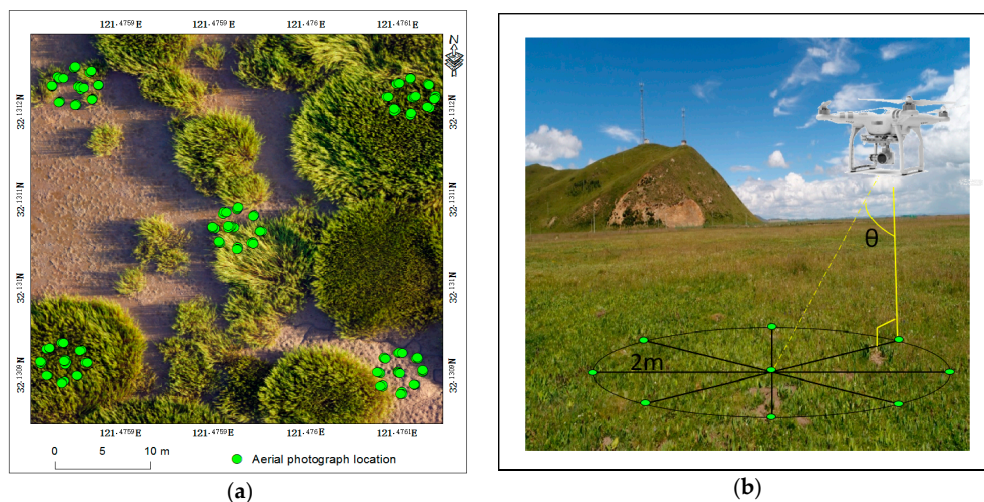 121.4759 E 121.4759 E 121.476 E 121.4761 E
N
32.1312 N 32.1312 N
32.1311 N 32.1311 N
32.131 N 32.131 N
32.1309 N 32.1309 N
121.4759 E 121.4759 E 121.476 E 121.4761 E
0 5 10 m
Aerial photograph location
(a)
θ
2m
(b)